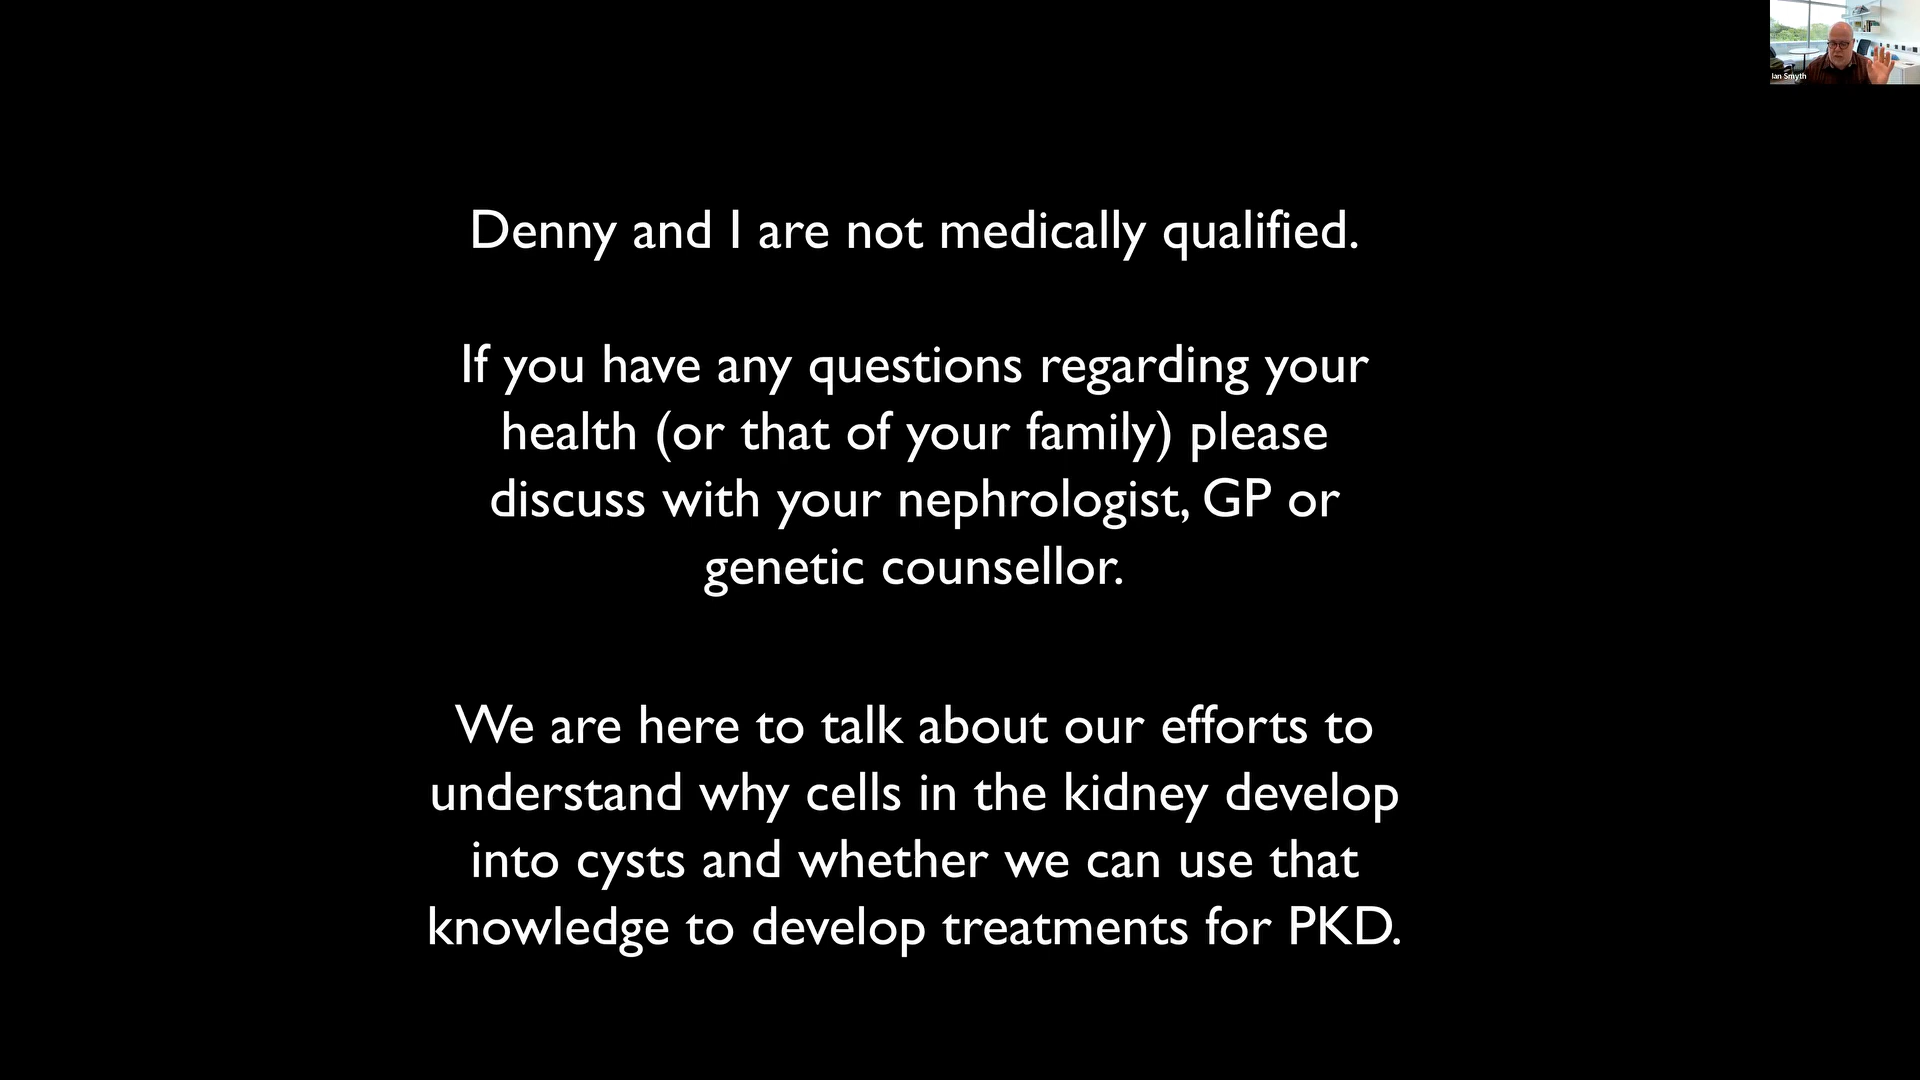 Ian Smyth
Denny and I are not medically qualified.
If you have any questions regarding your
health (or that of your family) please
discuss with your nephrologist, GP or
genetic counsellor.
We are here to talk about our efforts to
understand why cells in the kidney develop
into cysts and whether we can use that
knowledge to develop treatments for PKD.